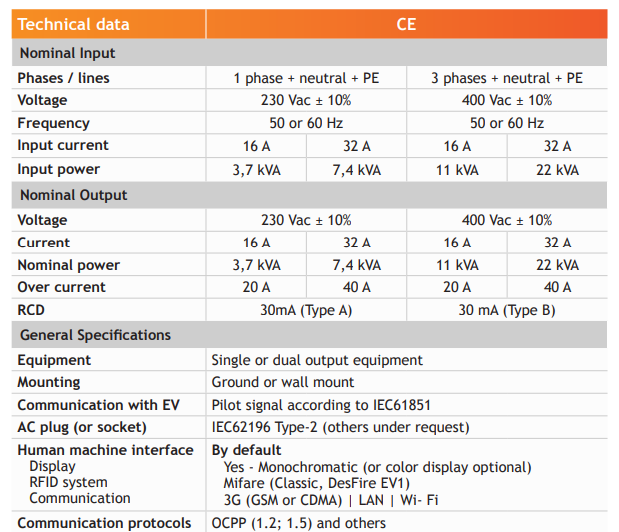 Technical data CE
Nominal Input
Phases / lines 1 phase + neutral + PE 3 phases + neutral + PE
Voltage 230 Vac ± 10% 400 Vac ± 10%
Frequency 50 or 60 Hz 50 or 60 Hz
Input current 16 A 32 A 16 A 32 A
Input power 3,7 kVA 7,4 kVA 11 kVA 22 kVA
Nominal Output
Voltage 230 Vac ± 10% 400 Vac ± 10%
Current 16 A 32 A 16 A 32 A
Nominal power 3,7 kVA 7,4 kVA 11 kVA 22 kVA
Over current 20 A 40 A 20 A 40 A
RCD 30mA (Type A) 30 mA (Type B)
General Specifications
Equipment Single or dual output equipment
Mounting Ground or wall mount
Communication with EV Pilot signal according to IEC61851
AC plug (or socket) IEC62196 Type-2 (others under request)
Human machine interface By default
Display Yes - Monochromatic (or color display optional)
RFID system Mifare (Classic, DesFire EV1)
Communication 3G (GSM or CDMA) | LAN | Wi- Fi
Communication protocols OCPP (1.2; 1.5) and others